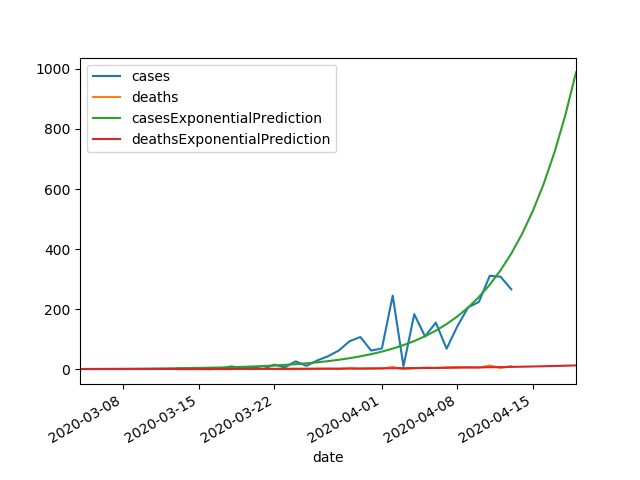 1000
800
600
400
200
0
cases
deaths
casesExponentialPrediction
deathsExponentialPrediction
2020-03-08
2020-03-15
2020-03-22
2020-04-01
2020-04-08
2020-04-15
date